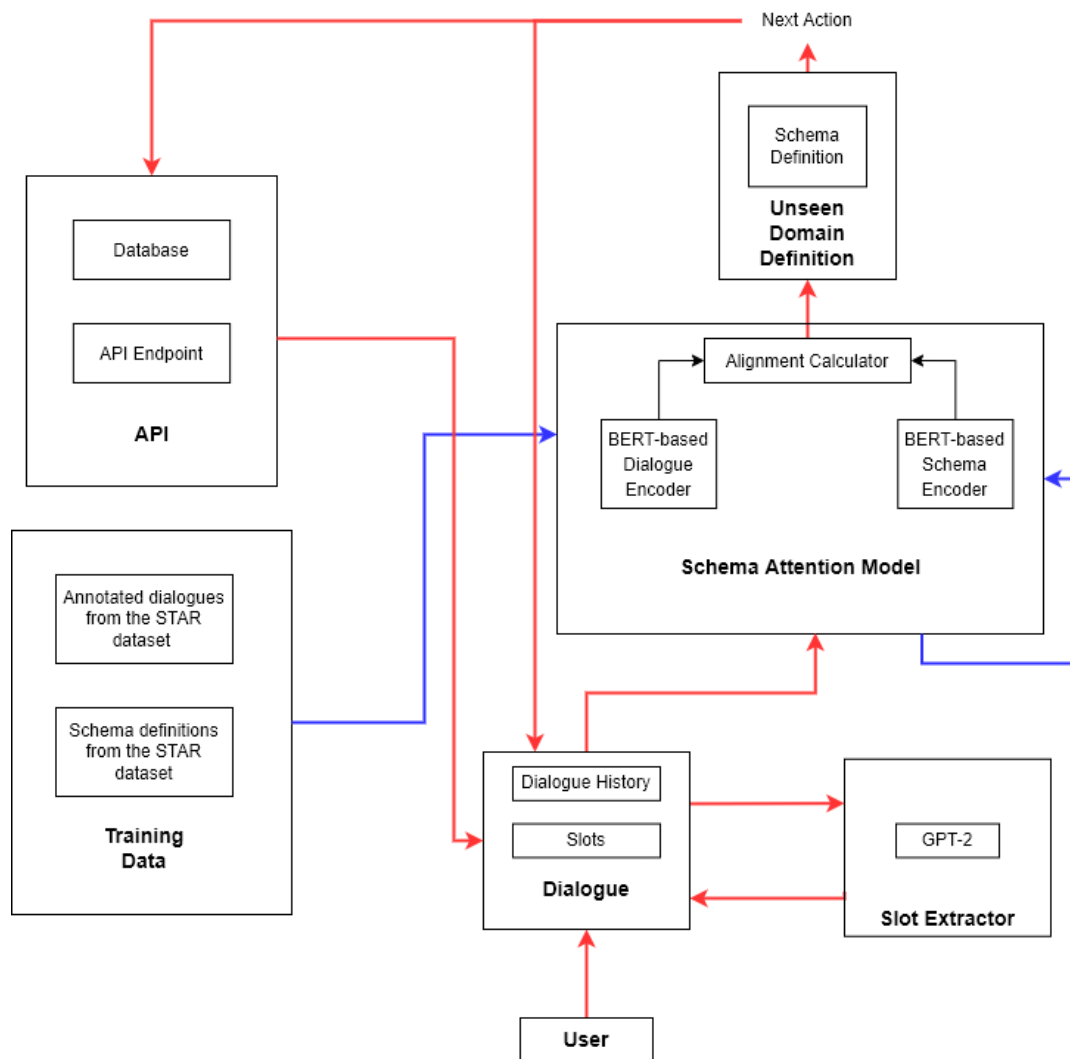 Next Action
Schema
Definition
Unseen
Domain
Definition
Database
API Endpoint
API
Alignment Calculator
BERT-based
Dialogue
Encoder
BERT-based
Schema
Encoder
Schema Attention Model
Annotated dialogues
from the STAR
dataset
Schema definitions
from the STAR
dataset
Training
Data
Dialogue History
Slots
Dialogue
GPT-2
Slot Extractor
User